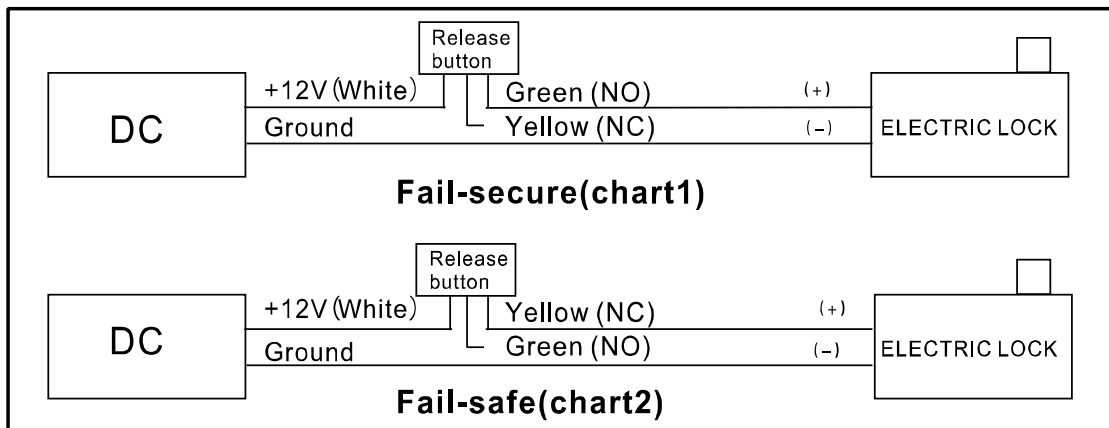 Release
button
+12V (White)
Green (NO)
(+)
DC
Ground
Yellow (NC)
(-)
ELECTRIC LOCK
Fail-secure(chart1)
Release
button
+12V (White)
Yellow (NC)
(+)
DC
Ground
Green (NO)
(-)
ELECTRIC LOCK
Fail-safe(chart2)